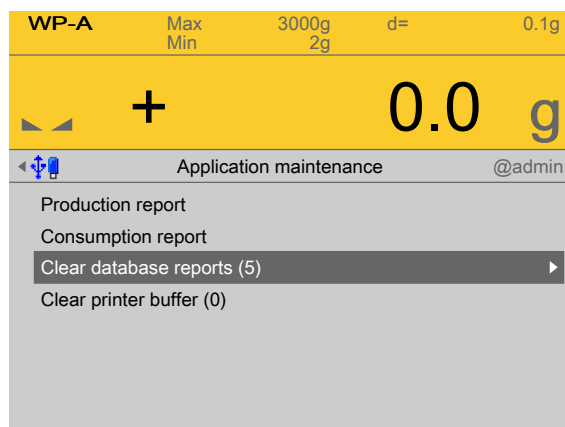 WP-A Max 3000g d= 0.1g
Min 2g
+ 0.0 g
Application maintenance @admin
Production report
Consumption report
Clear database reports (5)
Clear printer buffer (0)